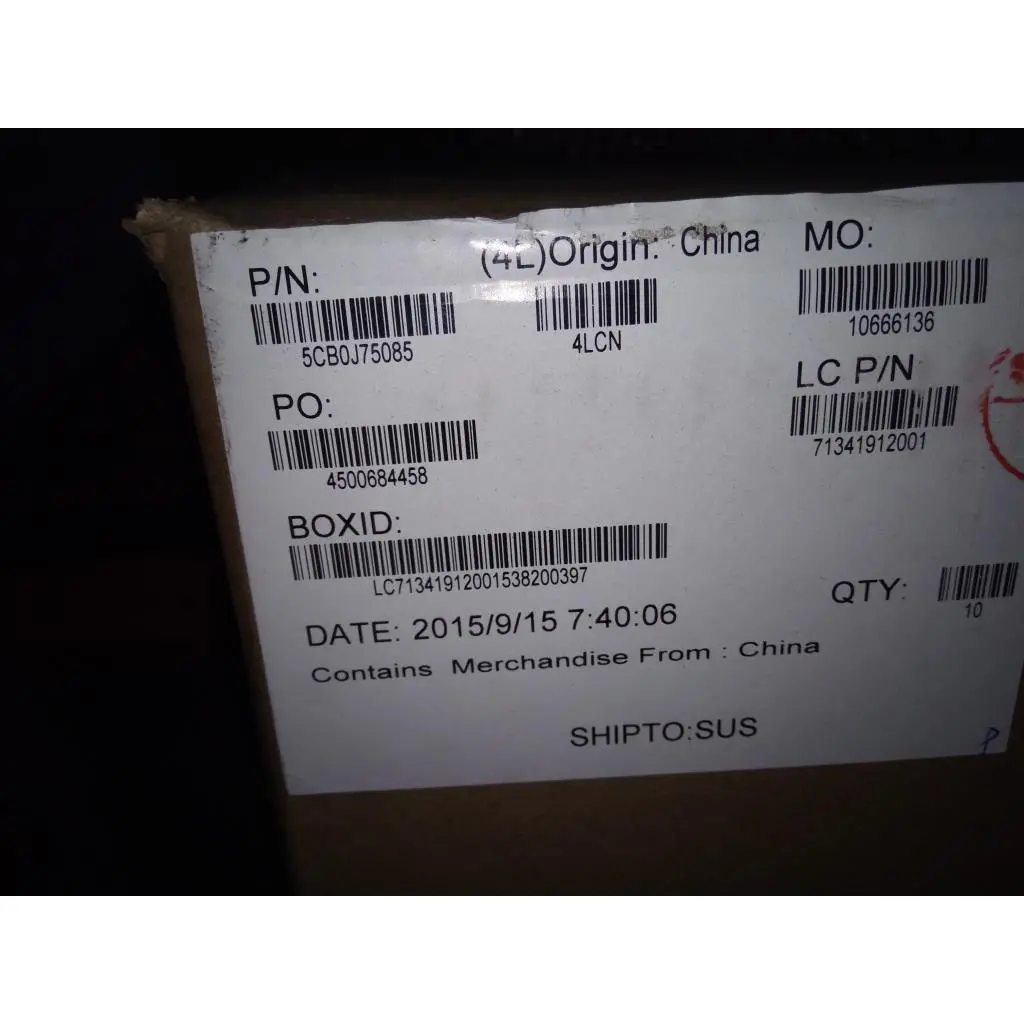 P/N:
5CB0J75085
(4L)Origin: China
4LCN
MO:
10666136
PO:
4500684458
LC P/N
71341912001
BOXID:
LC71341912001538200397
QTY:
10
DATE: 2015/9/15 7:40:06
Contains Merchandise From : China
SHIPTO:SUS
P